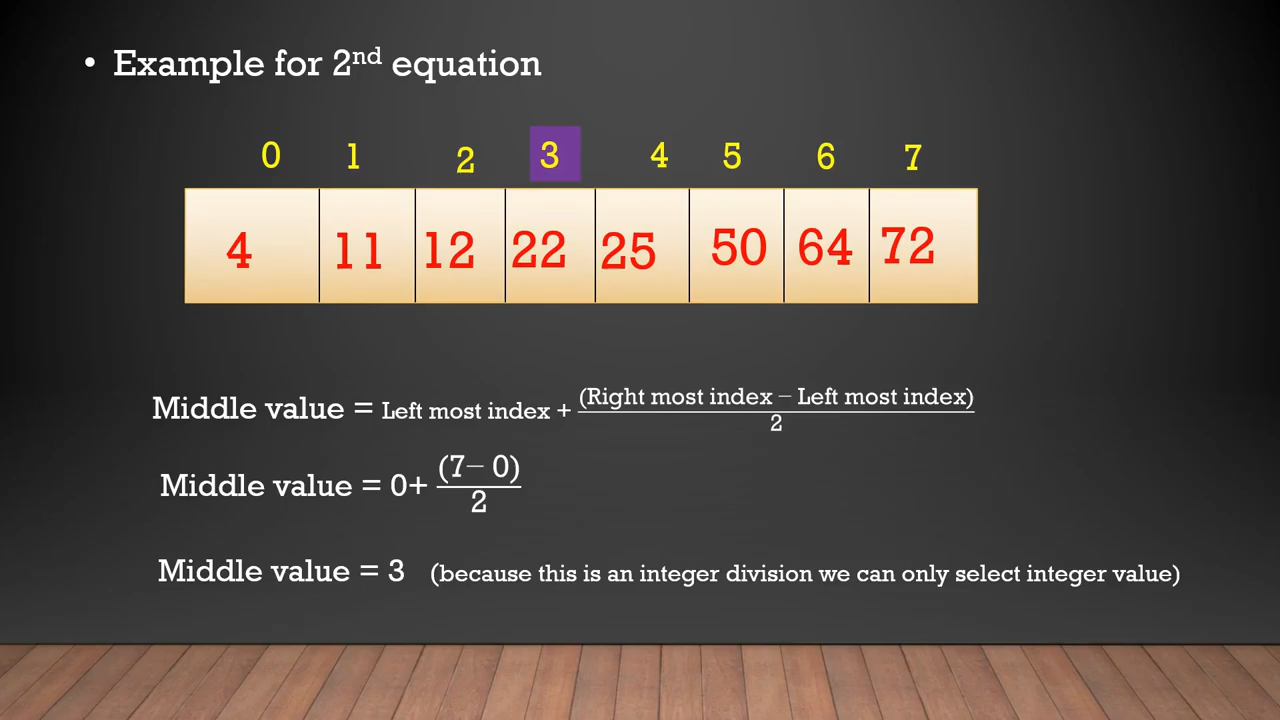 • Example for 2nd equation
0 1 2 3 4 5 6 7
4 11 12 22 25 50 64 72
Middle value = Left most index + (Right most index − Left most index)
2
Middle value = 0+ (7− 0)
2
Middle value = 3 (because this is an integer division we can only select integer value)